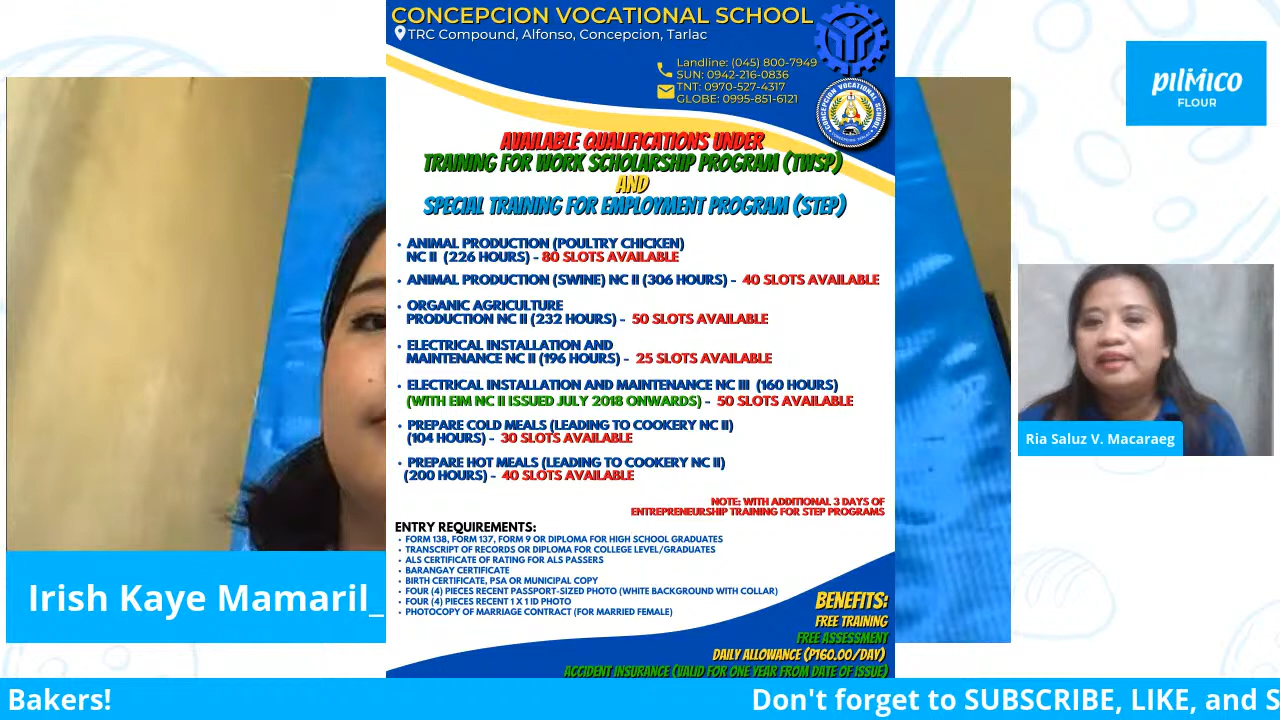 CONCEPCION VOCATIONAL SCHOOL
TRC Compound, Alfonso, Concepcion, Tarlac
Landline: (045) 800-7949
SUN: 0942-216-0836
TNT: 0970-527-4317
GLOBE: 0995-851-6121
CONCEPCION VOCATIONAL SCHOOL
pilmico
FLOUR
AVAILABLE QUALIFICATIONS UNDER
TRAINING FOR WORK SCHOLARSHIP PROGRAM (TWSP)
AND
SPECIAL TRAINING FOR EMPLOYMENT PROGRAM (STEP)
• ANIMAL PRODUCTION (POULTRY CHICKEN)
NC II (226 HOURS) - 80 SLOTS AVAILABLE
• ANIMAL PRODUCTION (SWINE) NC II (306 HOURS) - 40 SLOTS AVAILABLE
• ORGANIC AGRICULTURE
PRODUCTION NC II (232 HOURS) - 50 SLOTS AVAILABLE
• ELECTRICAL INSTALLATION AND
MAINTENANCE NC II (196 HOURS) - 25 SLOTS AVAILABLE
• ELECTRICAL INSTALLATION AND MAINTENANCE NC III (160 HOURS)
(WITH EIM NC II ISSUED JULY 2018 ONWARDS) - 50 SLOTS AVAILABLE
• PREPARE COLD MEALS (LEADING TO COOKERY NC II)
(104 HOURS) - 30 SLOTS AVAILABLE
• PREPARE HOT MEALS (LEADING TO COOKERY NC II)
(200 HOURS) - 40 SLOTS AVAILABLE
NOTE: WITH ADDITIONAL 3 DAYS OF
ENTREPRENEURSHIP TRAINING FOR STEP PROGRAMS
ENTRY REQUIREMENTS:
• FORM 138, FORM 137, FORM 9 OR DIPLOMA FOR HIGH SCHOOL GRADUATES
• TRANSCRIPT OF RECORDS OR DIPLOMA FOR COLLEGE LEVEL/GRADUATES
• ALS CERTIFICATE OF RATING FOR ALS PASSERS
• BARANGAY CERTIFICATE
• BIRTH CERTIFICATE, PSA OR MUNICIPAL COPY
• FOUR (4) PIECES RECENT PASSPORT-SIZED PHOTO (WHITE BACKGROUND WITH COLLAR)
• FOUR (4) PIECES RECENT 1 X 1 ID PHOTO
• PHOTOCOPY OF MARRIAGE CONTRACT (FOR MARRIED FEMALE)
BENEFITS:
FREE TRAINING
FREE ASSESSMENT
DAILY ALLOWANCE (P160.00/DAY)
ACCIDENT INSURANCE (VALID FOR ONE YEAR FROM DATE OF ISSUE)
Irish Kaye Mamaril_
Ria Saluz V. Macaraeg
Bakers!
Don't forget to SUBSCRIBE, LIKE, and S